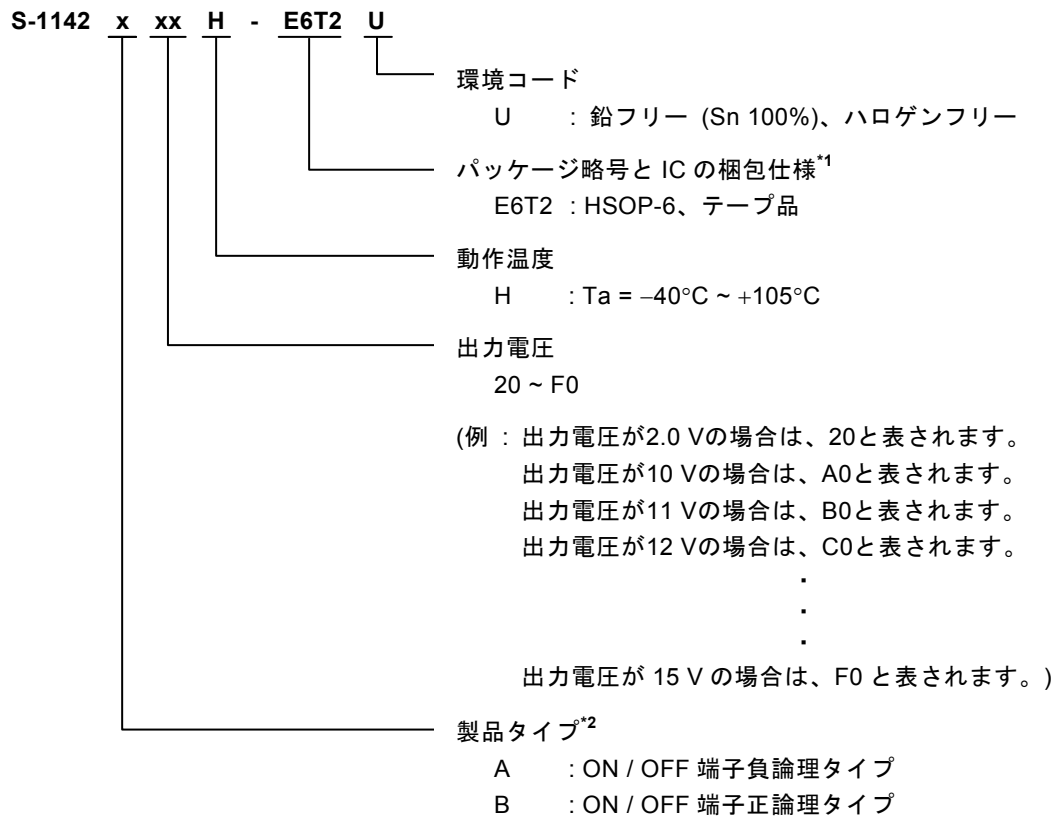 S-1142 x xx H - E6T2 U
環境コード
U : 鉛フリー (Sn 100%)、ハロゲンフリー
パッケージ略号と IC の梱包仕様*1
E6T2 : HSOP-6、テープ品
動作温度
H : Ta = −40°C ~ +105°C
出力電圧
20 ~ F0
(例 : 出力電圧が2.0 Vの場合は、20と表されます。
出力電圧が10 Vの場合は、A0と表されます。
出力電圧が11 Vの場合は、B0と表されます。
出力電圧が12 Vの場合は、C0と表されます。
・
・
・
出力電圧が 15 V の場合は、F0 と表されます。)
製品タイプ*2
A : ON / OFF 端子負論理タイプ
B : ON / OFF 端子正論理タイプ